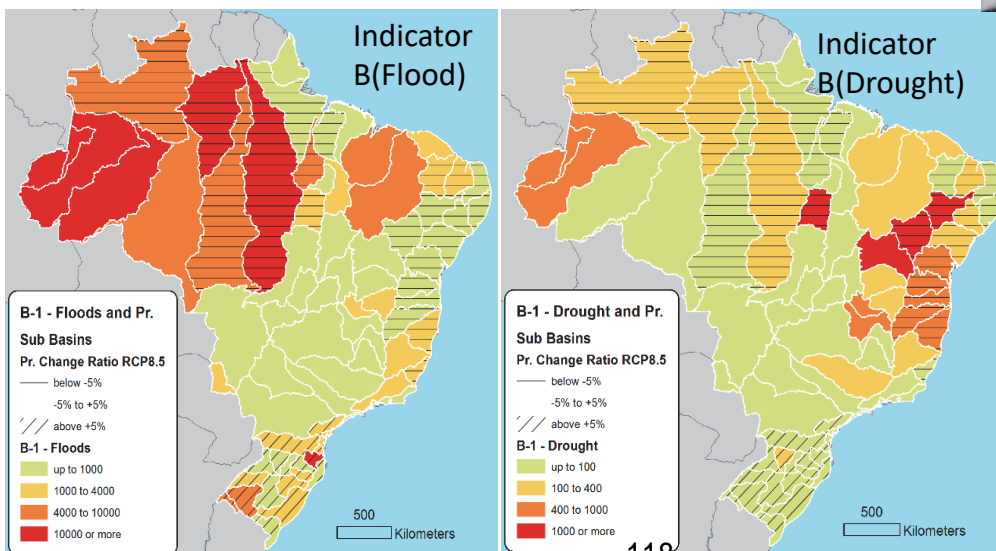 Indicator
B(Flood)
B-1 - Floods and Pr.
Sub Basins
Pr. Change Ratio RCP8.5
below -5%
-5% to +5%
above +5%
B-1 - Floods
up to 1000
1000 to 4000
4000 to 10000
10000 or more
500
Kilometers
Indicator
B(Drought)
B-1 - Drought and Pr.
Sub Basins
Pr. Change Ratio RCP8.5
below -5%
-5% to +5%
above +5%
B-1 - Drought
up to 100
100 to 400
400 to 1000
1000 or more
500
Kilometers